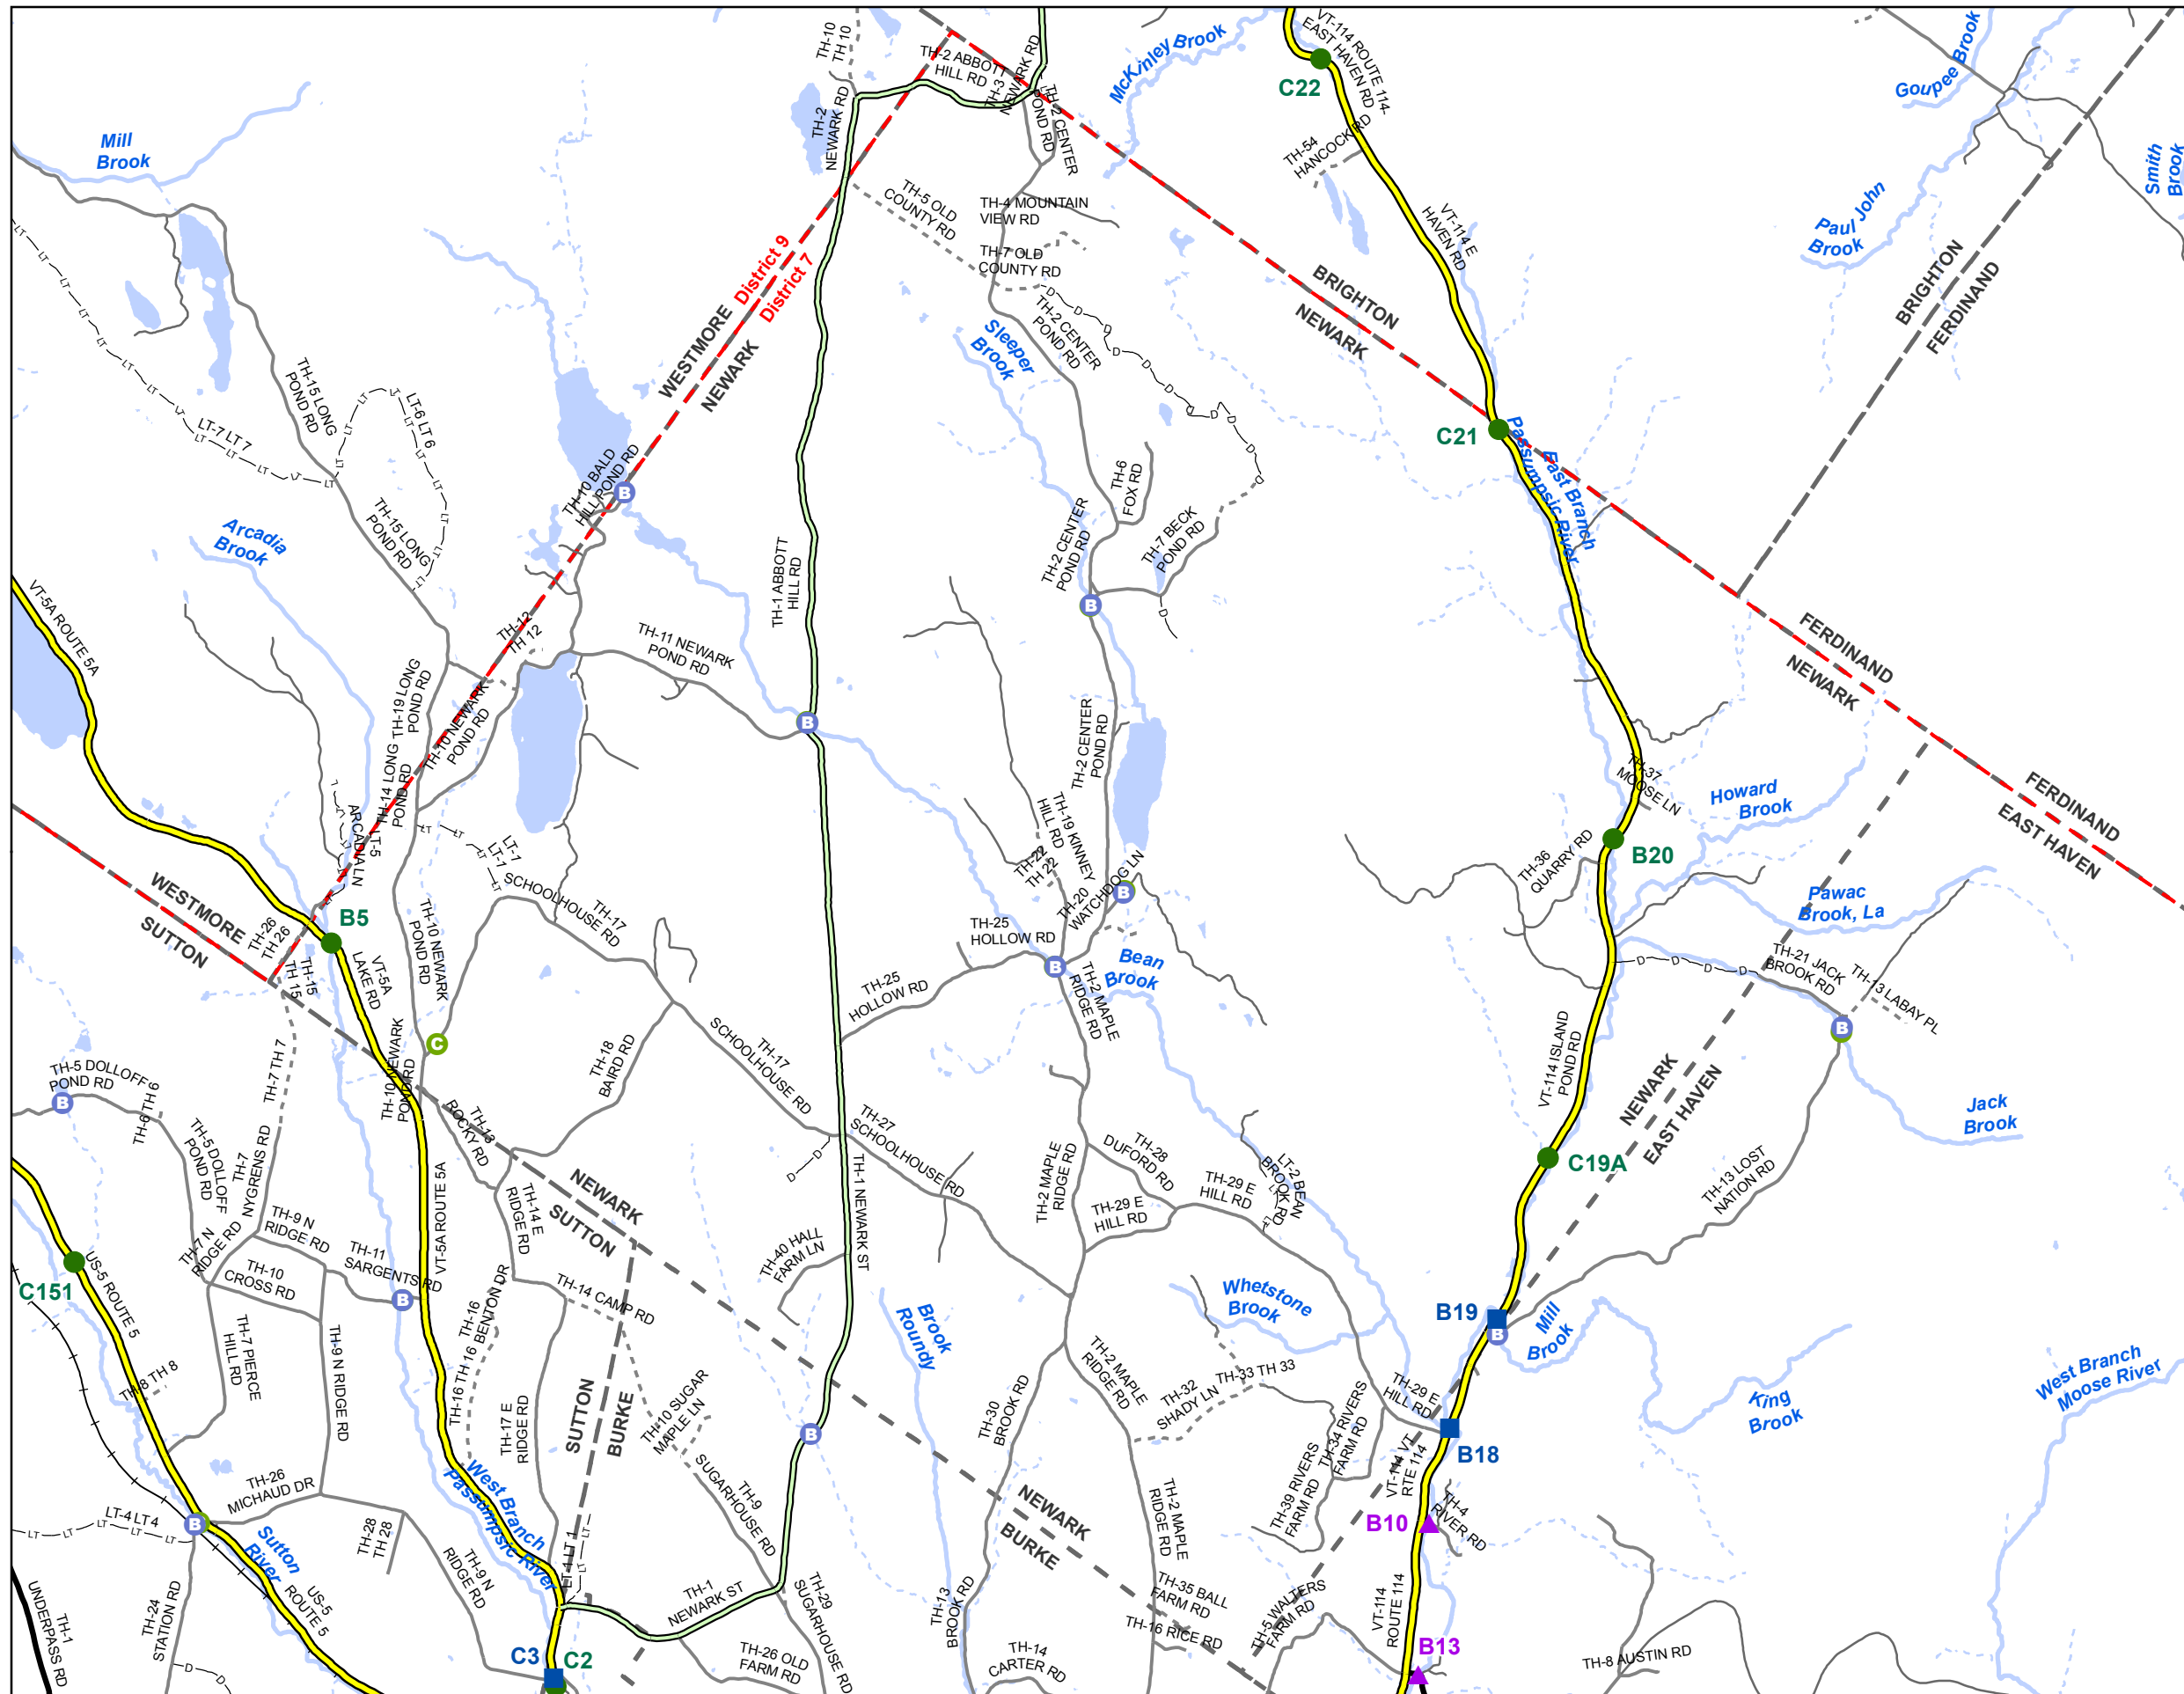 TH-10
TH 10
TH-2 ABBOTT
HILL RD
TH-3
NEWARK RD
TH-2
NEWARK RD
TH-2 CENTER
POND RD
McKinley Brook
VT-114 ROUTE 114-
EAST HAVEN RD
C22
TH-54
HANCOCK RD
Goupee Brook
Smith
Brook
Paul John
Brook
Mill
Brook
TH-5 OLD
COUNTY RD
TH-4 MOUNTAIN
VIEW RD
TH-7 OLD
COUNTY RD
VT-114 E
HAVEN RD
BRIGHTON
FERDINAND
BRIGHTON
NEWARK
District 9
District 7
WESTMORE
NEWARK
Sleeper
Brook
TH-2 CENTER
POND RD
TH-15 LONG
POND RD
LT-7 LT 7
LT-6 LT 6
C21
East Branch
Passumpsic River
TH-10 BALD
HILL POND RD
B
TH-6
FOX RD
TH-7 BECK
POND RD
TH-2 CENTER
POND RD
B
TH-15 LONG
POND RD
Arcadia
Brook
TH-1 ABBOTT
HILL RD
VT-5A ROUTE 5A
TH-12
TH 12
TH-11 NEWARK
POND RD
B
TH-19 LONG
POND RD
TH-10 NEWARK
POND RD
TH-14 LONG
POND RD
TH-2 CENTER
POND RD
FERDINAND
NEWARK
TH-37
MOOSE LN
Howard
Brook
FERDINAND
EAST HAVEN
B20
TH-36
QUARRY RD
LT-5
ARCADIA LN
LT-1
LT-1
TH-19 KINNEY
HILL RD
TH-22
TH 22
TH-20
WATCHDOG LN
B
Pawac
Brook, La
WESTMORE
SUTTON
TH-26
TH 26
B5
TH-15
TH 15
VT-5A
LAKE RD
TH-10 NEWARK
POND RD
TH-17
SCHOOLHOUSE RD
TH-25
HOLLOW RD
B
Bean
Brook
TH-25
HOLLOW RD
TH-2 MAPLE
RIDGE RD
TH-21 JACK
BROOK RD
TH-13 LABAY PL
B
C
TH-5 DOLLOFF
POND RD
B
TH-6 TH 6
TH-7 TH 7
TH-10 NEWARK
POND RD
TH-18
BAIRD RD
TH-17
SCHOOLHOUSE RD
VT-114 ISLAND
POND RD
NEWARK
EAST HAVEN
Jack
Brook
TH-13
ROCKY RD
TH-27
SCHOOLHOUSE RD
TH-5 DOLLOFF
POND RD
TH-7
NYGRENS RD
TH-28
DUFORD RD
LT-2 BEAN
BROOK RD
C19A
TH-13 LOST
NATION RD
NEWARK
SUTTON
TH-2 MAPLE
RIDGE RD
TH-29 E
HILL RD
TH-29 E
HILL RD
TH-14 E
RIDGE RD
TH-1 NEWARK ST
VT-5A ROUTE 5A
TH-9 N
RIDGE RD
TH-7 N
RIDGE RD
TH-11
SARGENTS RD
B
TH-10
CROSS RD
TH-40 HALL
FARM LN
C151
US-5 ROUTE 5
TH-14 CAMP RD
TH-16
BENTON DR
Whetstone
Brook
Brook
Roundy
B19
B
Mill
Brook
TH-7 PIERCE
HILL RD
TH-9 N RIDGE RD
TH-8 TH 8
TH-16 TH 16
TH-17 E
RIDGE RD
SUTTON
BURKE
TH-10 SUGAR
MAPLE LN
TH-2 MAPLE
RIDGE RD
TH-30
BROOK RD
TH-32
SHADY LN
TH-33 TH 33
TH-34 RIVERS
FARM RD
TH-39 RIVERS
FARM RD
TH-29 E
HILL RD
B18
VT-114 VT
RTE 114
King
Brook
West Branch
Moose River
B
TH-26
MICHAUD DR
West Branch
Passumpsic River
TH-9
SUGARHOUSE RD
NEWARK
BURKE
TH-2 MAPLE
RIDGE RD
B10
TH-4
RIVER RD
LT-4 LT 4
B
Sutton
River
TH-28
TH 28
TH-9 N
RIDGE RD
LT-1 LT 1
TH-1
NEWARK ST
TH-29
SUGARHOUSE RD
TH-13
BROOK RD
TH-35 BALL
FARM RD
TH-16 RICE RD
TH-5 WALTERS
FARM RD
VT-114
ROUTE 114
B13
TH-1
UNDERPASS RD
TH-24
STATION RD
US-5
ROUTE 5
C3
C2
TH-26 OLD
FARM RD
TH-14
CARTER RD
TH-8 AUSTIN RD